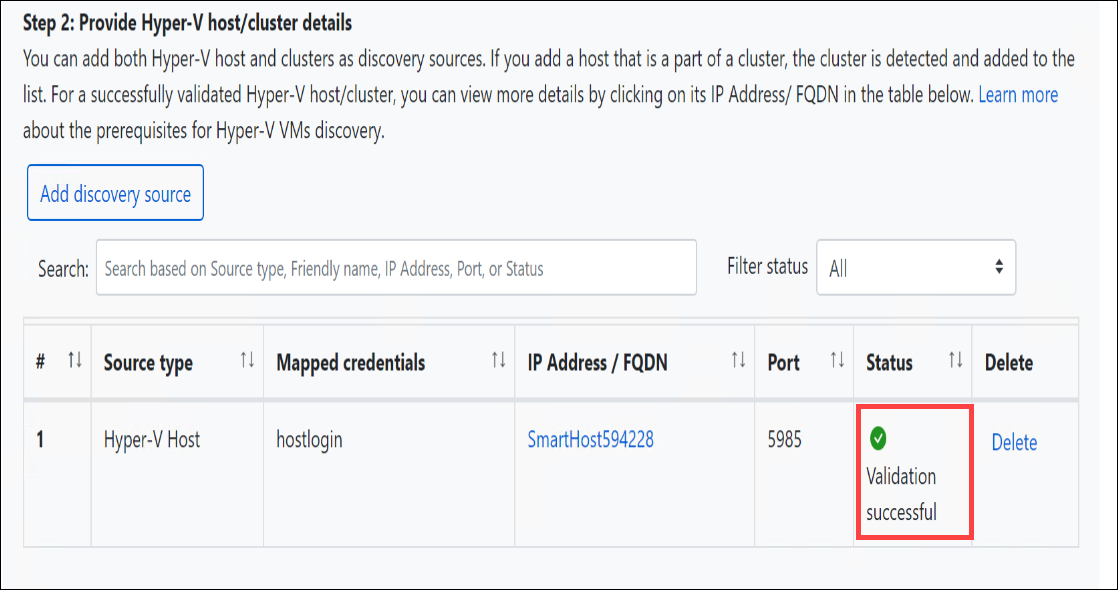 Step 2: Provide Hyper-V host/cluster details
You can add both Hyper-V host and clusters as discovery sources. If you add a host that is a part of a cluster, the cluster is detected and added to the
list. For a successfully validated Hyper-V host/cluster, you can view more details by clicking on its IP Address/ FQDN in the table below. Learn more
about the prerequisites for Hyper-V VMs discovery.
Add discovery source
Search: Search based on Source type, Friendly name, IP Address, Port, or Status Filter status All
# ↑↓ Source type ↑↓ Mapped credentials ↑↓ IP Address / FQDN ↑↓ Port ↑↓ Status ↑↓ Delete
1 Hyper-V Host hostlogin SmartHost594228 5985 Delete
Validation
successful